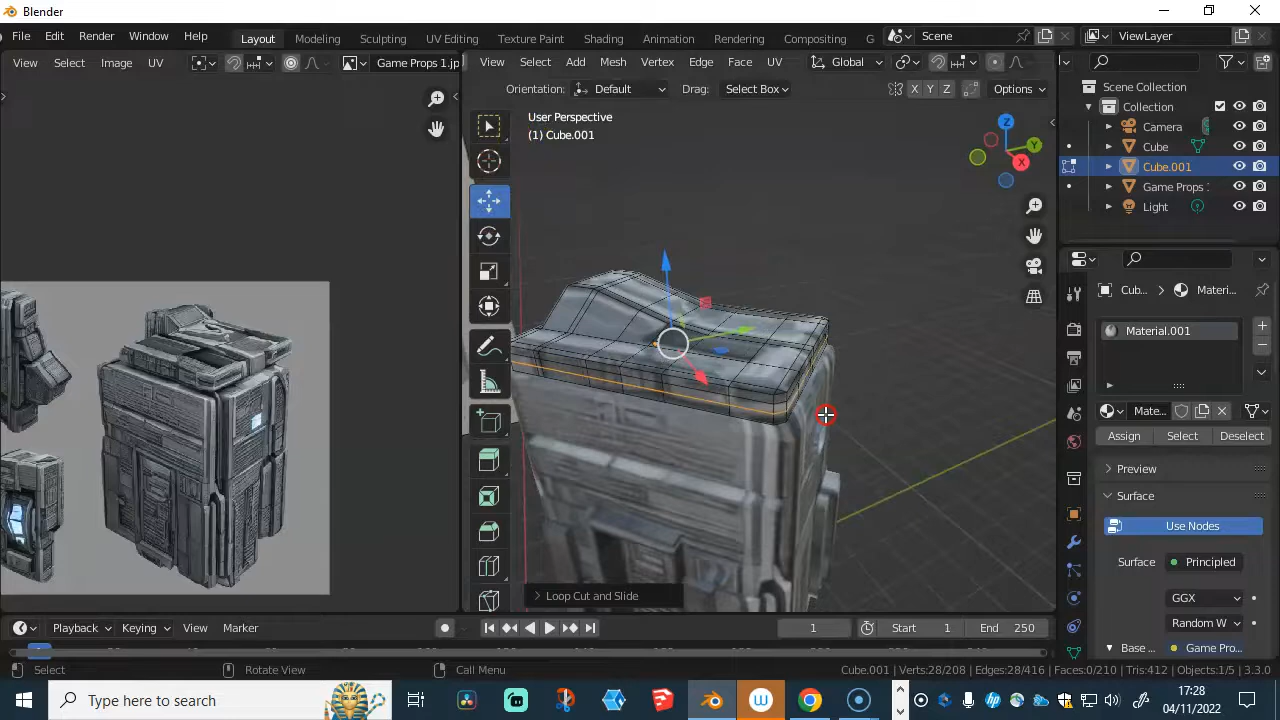 Blender
File Edit Render Window Help
Layout Modeling Sculpting UV Editing Texture Paint Shading Animation Rendering Compositing G
Scene
ViewLayer
View Select Image UV
Game Props 1.jp
View Select Add Mesh Vertex Edge Face UV
Global
Orientation: Default Drag: Select Box
X Y Z
Options
User Perspective
(1) Cube.001
Z
Y
X
Scene Collection
Collection
Camera
Cube
Cube.001
Game Props
Light
Cub... Materi...
Material.001
Mate...
Assign Select Deselect
Preview
Surface
Use Nodes
Surface Principled
GGX
Random W
Base Game Pro...
Loop Cut and Slide
Playback Keying View Marker
1
Start 1 End 250
Select Rotate View Call Menu
Cube.001 | Verts:28/208 | Edges:28/416 | Faces:0/210 | Tris:412 | Objects:1/5 | 3.3.0
Type here to search
17:28
04/11/2022